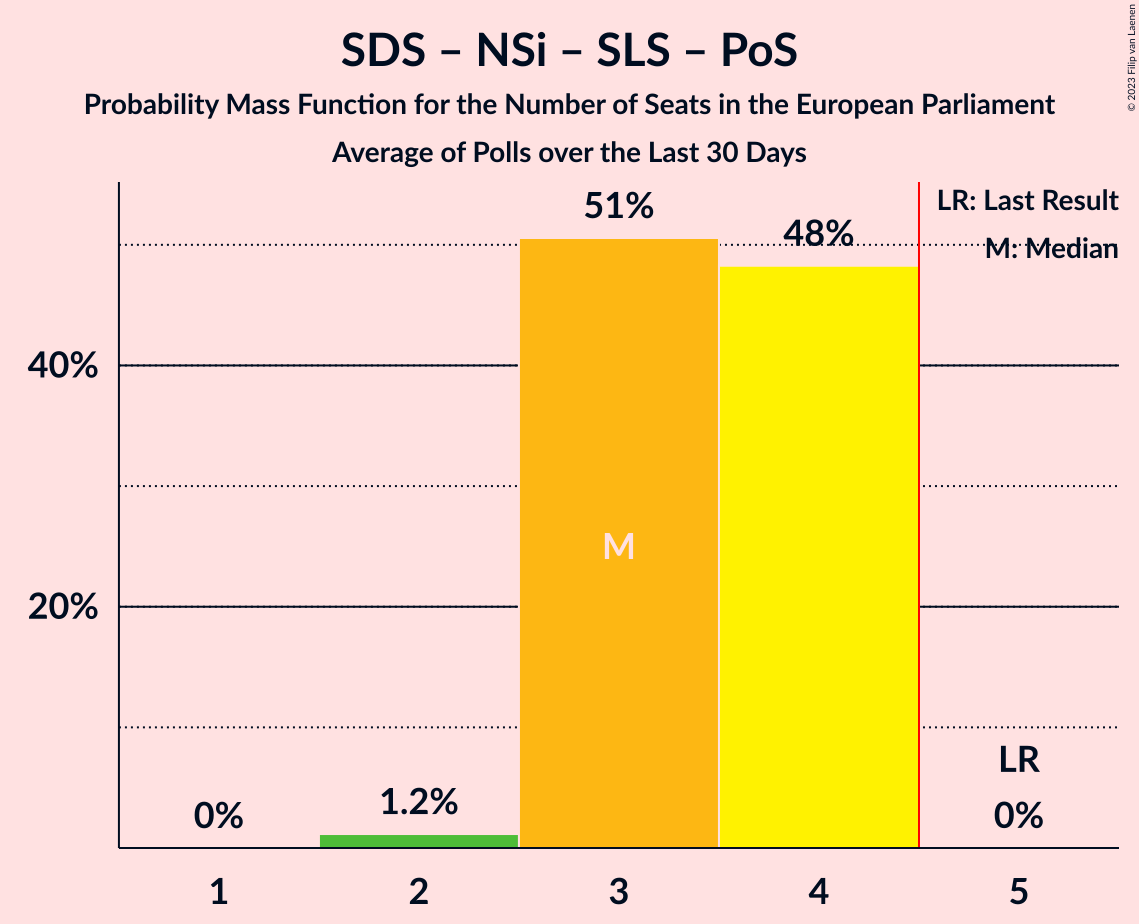 SDS – NSi – SLS – PoS
Probability Mass Function for the Number of Seats in the European Parliament
Average of Polls over the Last 30 Days
© 2023 Filip van Laenen
LR: Last Result
M: Median
51%
48%
40%
M
20%
LR
0%
1.2%
0%
1
2
3
4
5